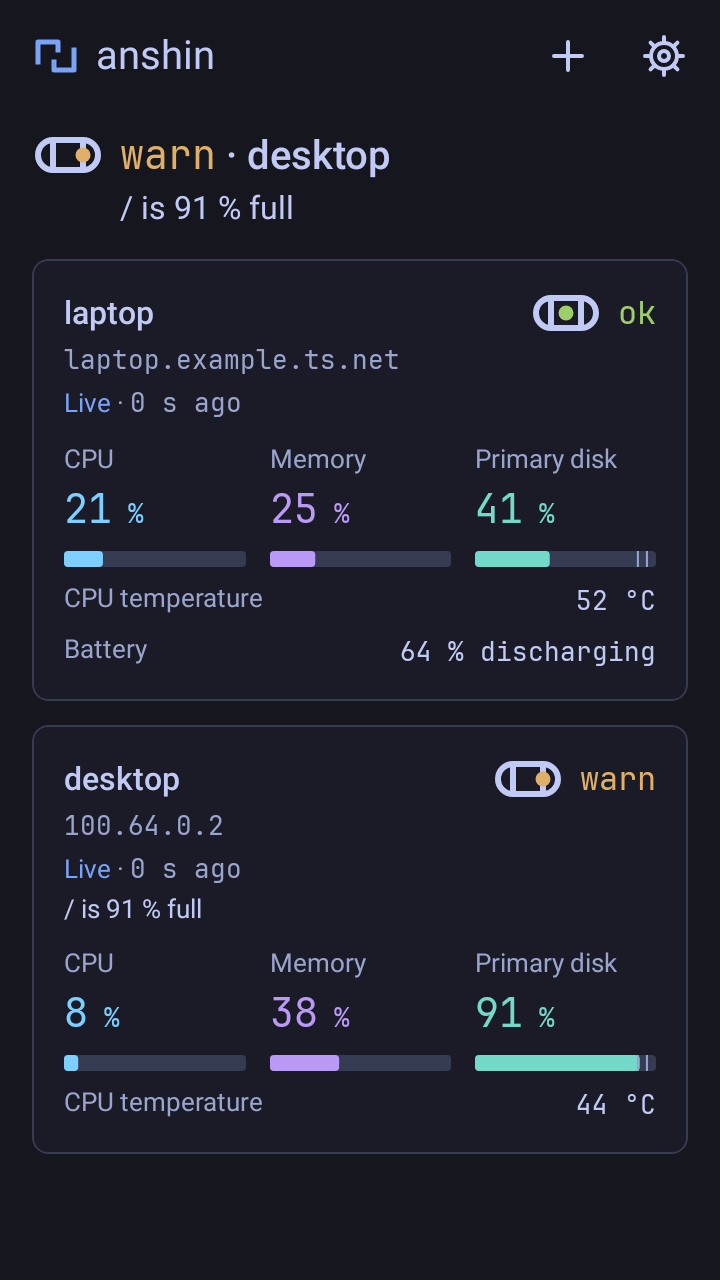 anshin
warn · desktop
/ is 91 % full
laptop ok
laptop.example.ts.net
Live · 0 s ago
CPU Memory Primary disk
21 % 25 % 41 %
CPU temperature 52 °C
Battery 64 % discharging
desktop warn
100.64.0.2
Live · 0 s ago
/ is 91 % full
CPU Memory Primary disk
8 % 38 % 91 %
CPU temperature 44 °C